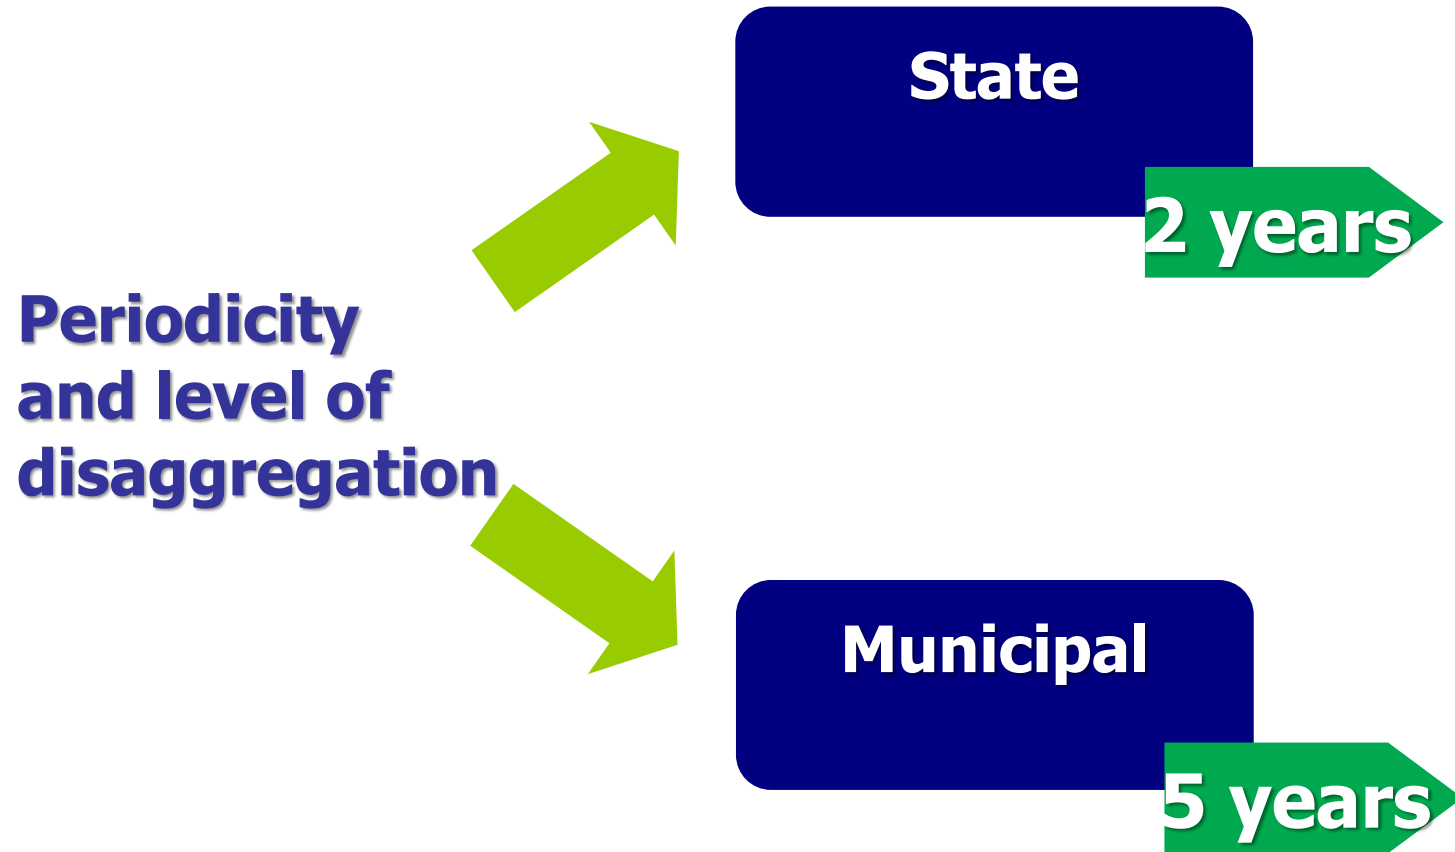 State
2 years
Periodicity
and level of
disaggregation
Municipal
5 years